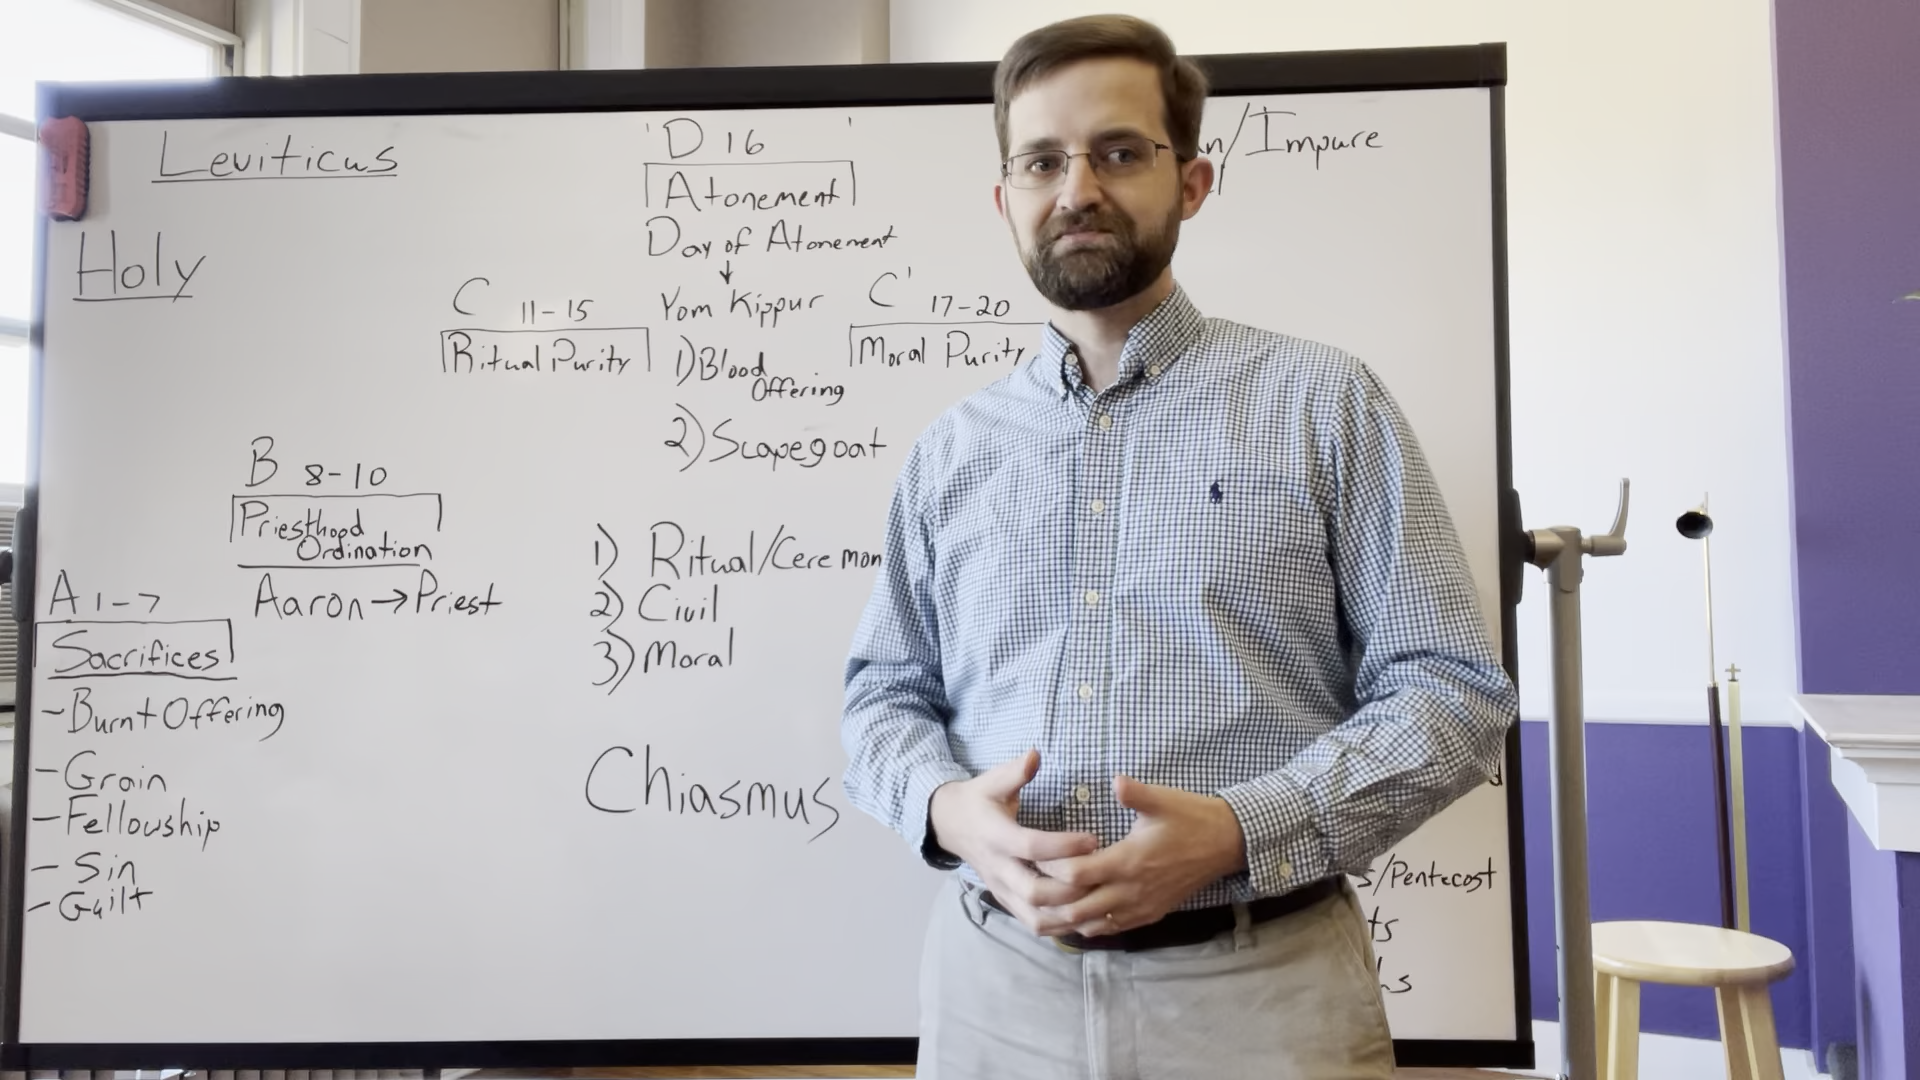 Leviticus
Holy
D 16
Atonement
Day of Atonement
Yom Kippur
1) Blood
Offering
2) Scapegoat
C 11-15
Ritual Purity
C' 17-20
Moral Purity
/Impure
B 8-10
Priesthood
Ordination
Aaron → Priest
A 1-7
Sacrifices
- Burnt Offering
- Grain
- Fellowship
- Sin
- Guilt
1) Ritual/Ceremon
2) Civil
3) Moral
Chiasmus
s/Pentecost
ts